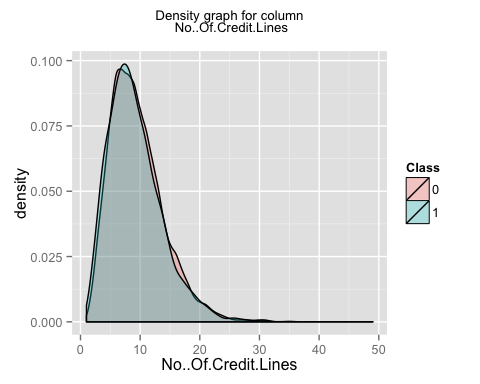 Density graph for column
No..Of.Credit.Lines
0.100
0.075
0.050
0.025
0.000
density
0 10 20 30 40 50
No..Of.Credit.Lines
Class
0
1